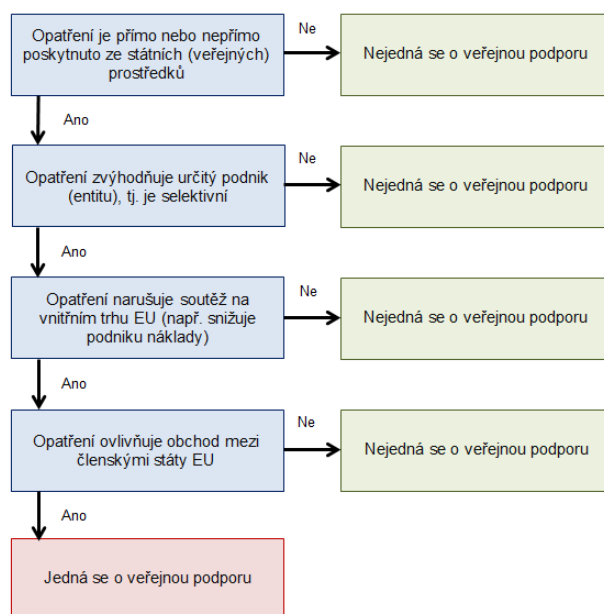 Opatření je přímo nebo nepřímo
poskytnuto ze státních (veřejných)
prostředků
Ne
Nejedná se o veřejnou podporu
Ano
Opatření zvýhodňuje určitý podnik
(entitu), tj. je selektivní
Ne
Nejedná se o veřejnou podporu
Ano
Opatření narušuje soutěž na
vnitřním trhu EU (např. snižuje
podniku náklady)
Ne
Nejedná se o veřejnou podporu
Ano
Opatření ovlivňuje obchod mezi
členskými státy EU
Ne
Nejedná se o veřejnou podporu
Ano
Jedná se o veřejnou podporu